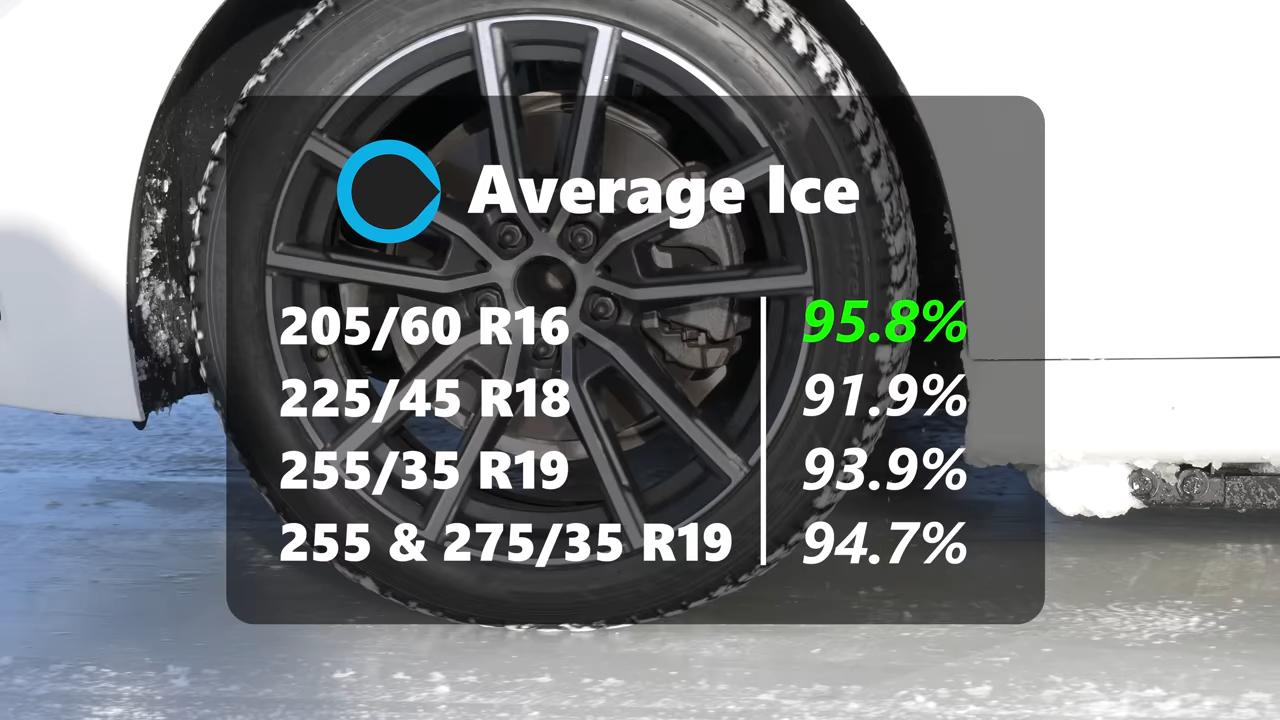 Average Ice
205/60 R16 95.8%
225/45 R18 91.9%
255/35 R19 93.9%
255 & 275/35 R19 94.7%